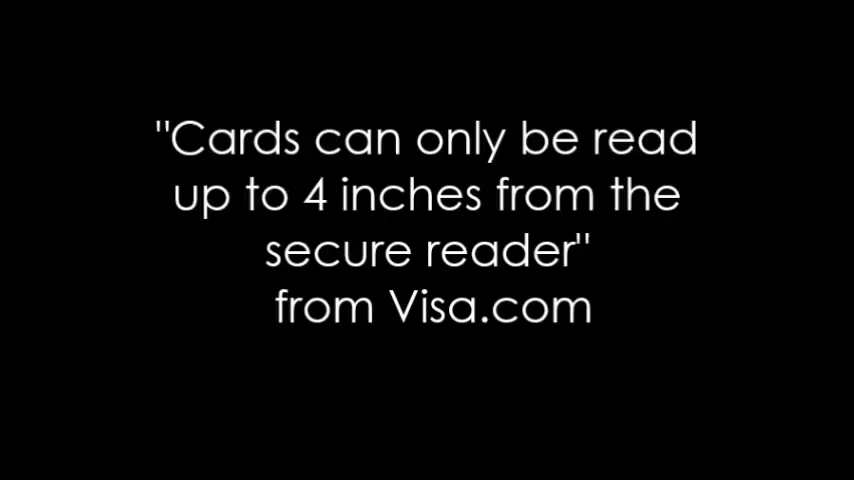 "Cards can only be read
up to 4 inches from the
secure reader"
from Visa.com